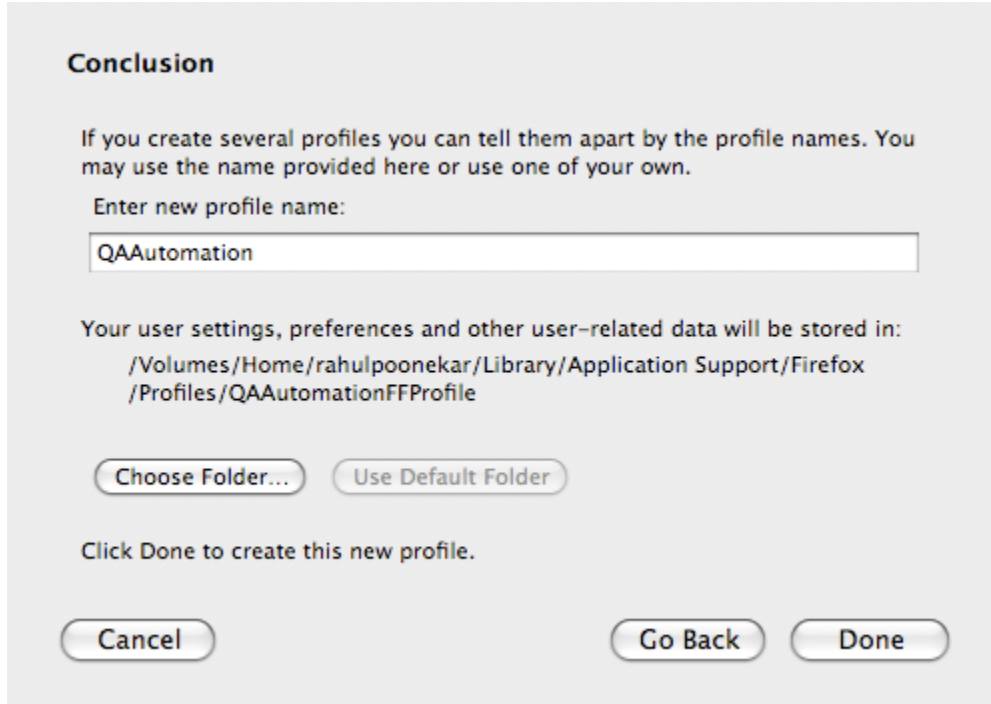 Conclusion
If you create several profiles you can tell them apart by the profile names. You
may use the name provided here or use one of your own.
Enter new profile name:
QAAutomation
Your user settings, preferences and other user-related data will be stored in:
/Volumes/Home/rahulpoonekar/Library/Application Support/Firefox
/Profiles/QAAutomationFFProfile
Choose Folder... Use Default Folder
Click Done to create this new profile.
Cancel Go Back Done